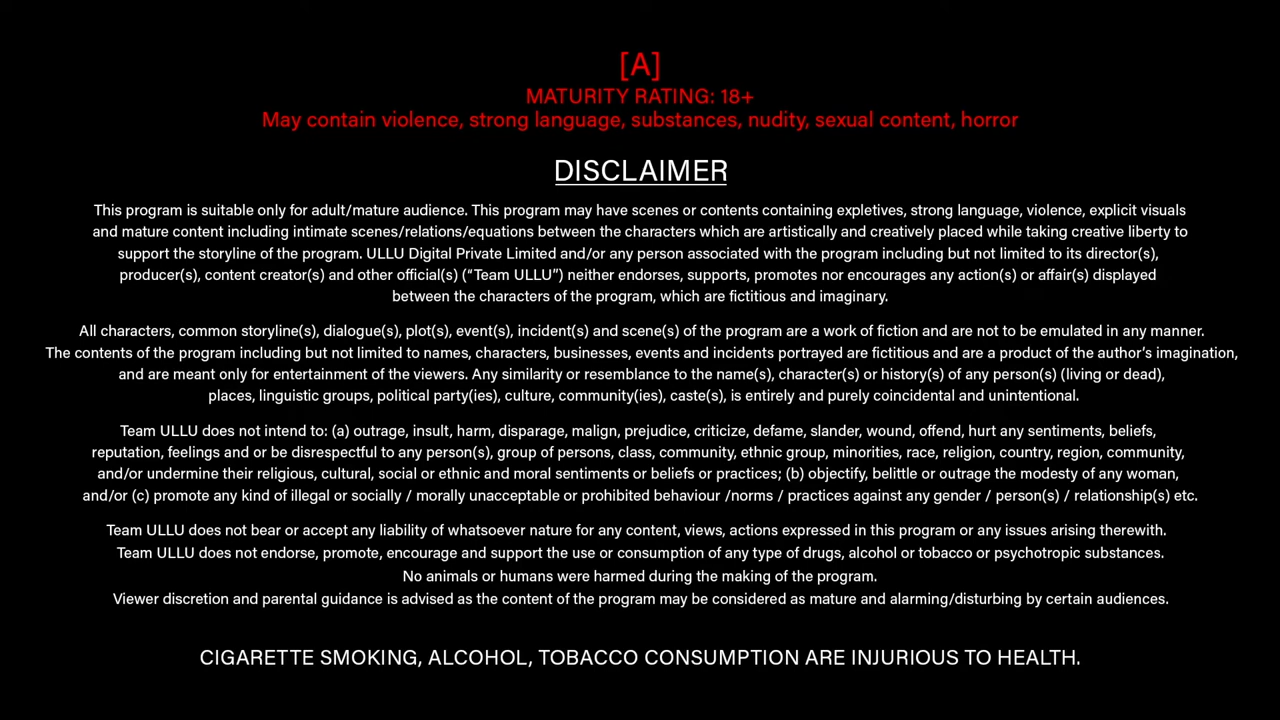 [A]
MATURITY RATING: 18+
May contain violence, strong language, substances, nudity, sexual content, horror
DISCLAIMER
This program is suitable only for adult/mature audience. This program may have scenes or contents containing expletives, strong language, violence, explicit visuals
and mature content including intimate scenes/relations/equations between the characters which are artistically and creatively placed while taking creative liberty to
support the storyline of the program. ULLU Digital Private Limited and/or any person associated with the program including but not limited to its director(s),
producer(s), content creator(s) and other official(s) (“Team ULLU”) neither endorses, supports, promotes nor encourages any action(s) or affair(s) displayed
between the characters of the program, which are fictitious and imaginary.
All characters, common storyline(s), dialogue(s), plot(s), event(s), incident(s) and scene(s) of the program are a work of fiction and are not to be emulated in any manner.
The contents of the program including but not limited to names, characters, businesses, events and incidents portrayed are fictitious and are a product of the author’s imagination,
and are meant only for entertainment of the viewers. Any similarity or resemblance to the name(s), character(s) or history(s) of any person(s) (living or dead),
places, linguistic groups, political party(ies), culture, community(ies), caste(s), is entirely and purely coincidental and unintentional.
Team ULLU does not intend to: (a) outrage, insult, harm, disparage, malign, prejudice, criticize, defame, slander, wound, offend, hurt any sentiments, beliefs,
reputation, feelings and or be disrespectful to any person(s), group of persons, class, community, ethnic group, minorities, race, religion, country, region, community,
and/or undermine their religious, cultural, social or ethnic and moral sentiments or beliefs or practices; (b) objectify, belittle or outrage the modesty of any woman,
and/or (c) promote any kind of illegal or socially / morally unacceptable or prohibited behaviour /norms / practices against any gender / person(s) / relationship(s) etc.
Team ULLU does not bear or accept any liability of whatsoever nature for any content, views, actions expressed in this program or any issues arising therewith.
Team ULLU does not endorse, promote, encourage and support the use or consumption of any type of drugs, alcohol or tobacco or psychotropic substances.
No animals or humans were harmed during the making of the program.
Viewer discretion and parental guidance is advised as the content of the program may be considered as mature and alarming/disturbing by certain audiences.
CIGARETTE SMOKING, ALCOHOL, TOBACCO CONSUMPTION ARE INJURIOUS TO HEALTH.